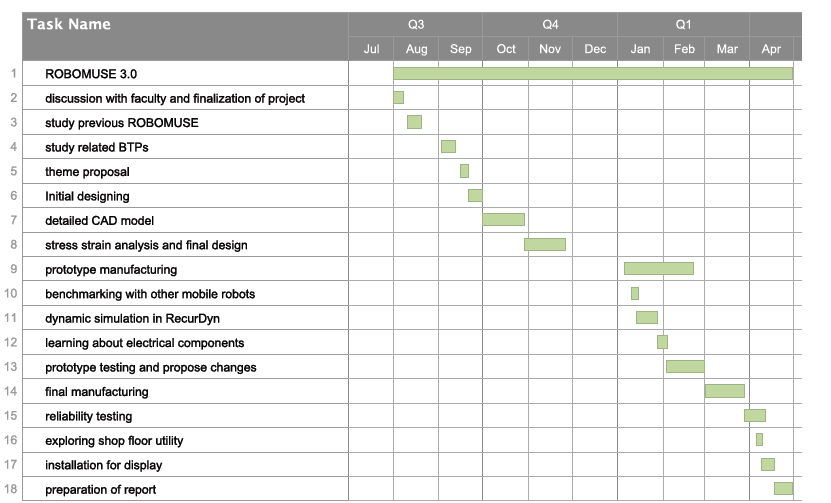 Task Name
Q3 Q4 Q1
Jul Aug Sep Oct Nov Dec Jan Feb Mar Apr
1 ROBOMUSE 3.0
2 discussion with faculty and finalization of project
3 study previous ROBOMUSE
4 study related BTPs
5 theme proposal
6 Initial designing
7 detailed CAD model
8 stress strain analysis and final design
9 prototype manufacturing
10 benchmarking with other mobile robots
11 dynamic simulation in RecurDyn
12 learning about electrical components
13 prototype testing and propose changes
14 final manufacturing
15 reliability testing
16 exploring shop floor utility
17 installation for display
18 preparation of report